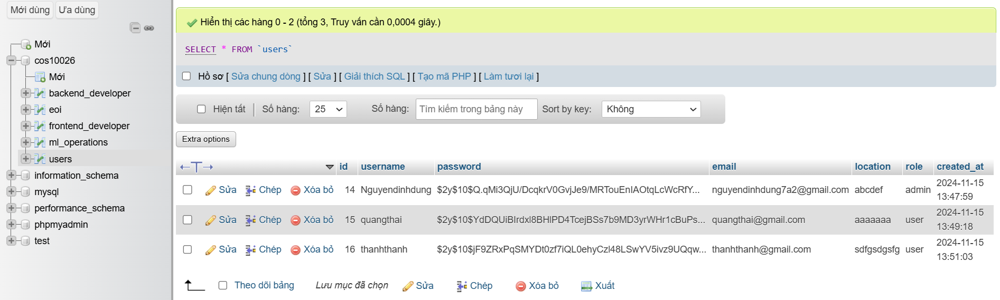 Mới dùng Ưa dùng
Mới
cos10026
Mới
backend_developer
eoi
frontend_developer
ml_operations
users
information_schema
mysql
performance_schema
phpmyadmin
test
Hiển thị các hàng 0 - 2 (tổng 3, Truy vấn cần 0,0004 giây.)
SELECT * FROM `users`
Hồ sơ [ Sửa chung dòng ] [ Sửa ] [ Giải thích SQL ] [ Tạo mã PHP ] [ Làm tươi lại ]
Hiện tất Số hàng: 25 Số hàng: Tìm kiếm trong bảng này Sort by key: Không
Extra options
←T→ id username password email location role created_at
Sửa Chép Xóa bỏ 14 Nguyendinhdung $2y$10$Q.qMi3QjU/DcqkrV0GvjJe9/MRTouEnIAOtqLcWcRfY... nguyendinhdung7a2@gmail.com abcdef admin 2024-11-15 13:47:59
Sửa Chép Xóa bỏ 15 quangthai $2y$10$YdDQUiBIrdxl8BHlPD4TcejBSs7b9MD3yrWHr1cBuPs... quangthai@gmail.com aaaaaaa user 2024-11-15 13:49:18
Sửa Chép Xóa bỏ 16 thanhthanh $2y$10$jF9ZRxPqSMYDt0zf7iQL0ehyCzl48LSwYV5ivz9UQqw... thanhthanh@gmail.com sdfgsdgsfg user 2024-11-15 13:51:03
Theo dõi bảng Lưu mục đã chọn Sửa Chép Xóa bỏ Xuất